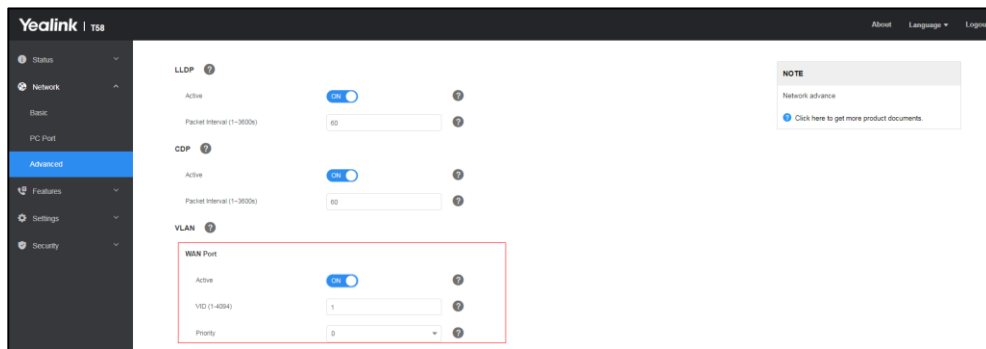 Yealink | T58
About Language Logout
Status
Network
Basic
PC Port
Advanced
Features
Settings
Security
LLDP ?
Active ON ?
Packet Interval (1~3600s) 60 ?
CDP ?
Active ON ?
Packet Interval (1~3600s) 60 ?
VLAN ?
WAN Port
Active ON ?
VID (1-4094) 1 ?
Priority 0 ?
NOTE
Network advance
? Click here to get more product documents.